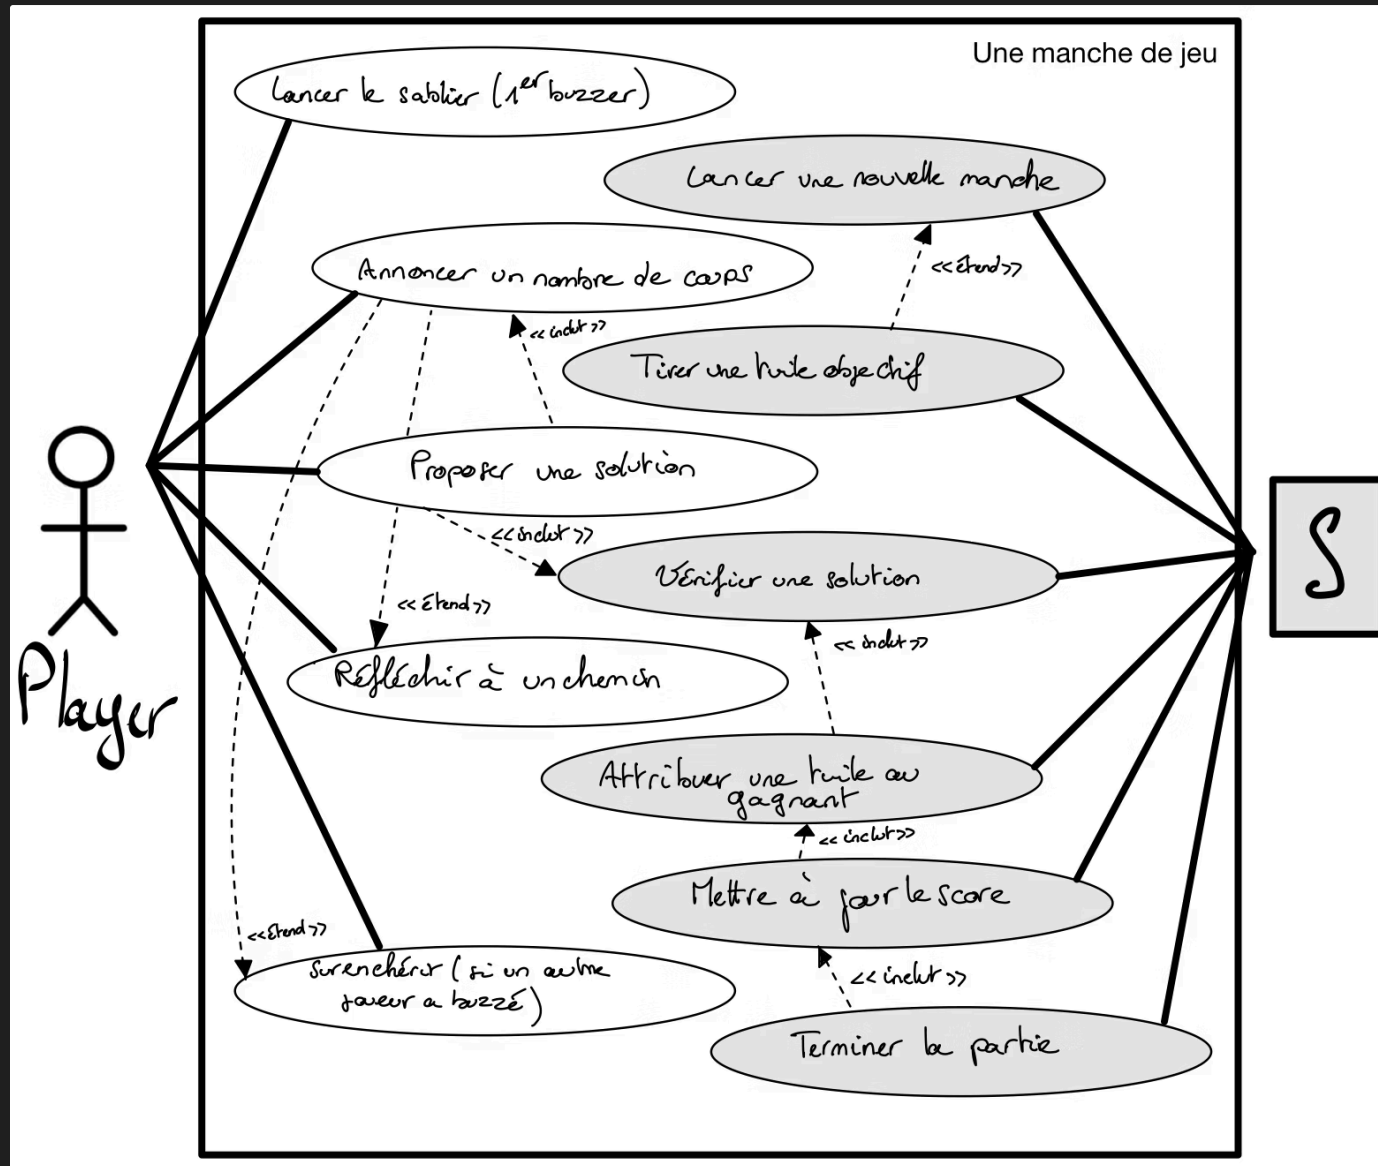 Une manche de jeu
Lancer le sablier (1er buzzer)
Lancer une nouvelle manche
<<étend>>
Annoncer un nombre de coups
<<inclut>>
Tirer une tuile objectif
Proposer une solution
<<inclut>>
Vérifier une solution
<<Étend>>
<<inclut>>
Réfléchir à un chemin
Player
S
Attribuer une tuile au
gagnant
<<inclut>>
Mettre à jour le score
<<Étend>>
Surenchérir (si un autre
joueur a buzzé)
<<inclut>>
Terminer la partie